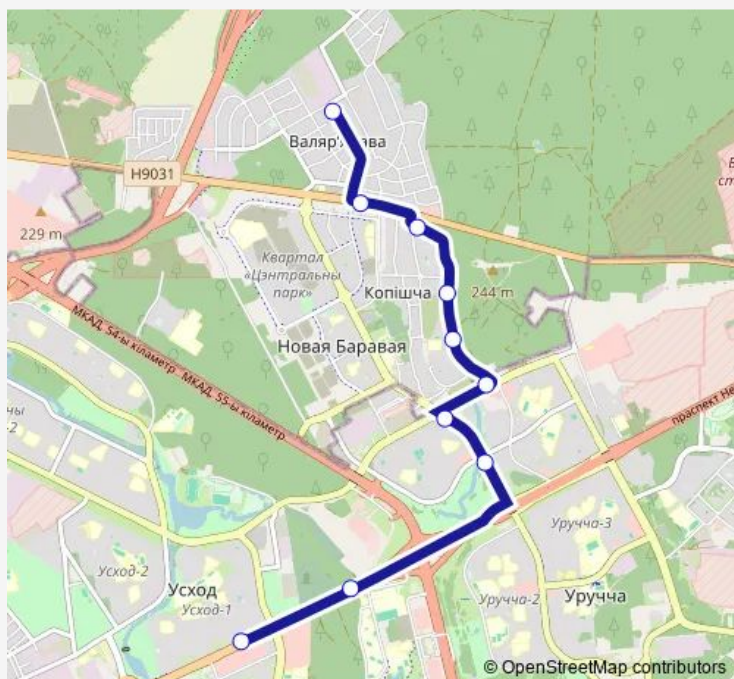 Валяр'янава
H9031
229 m
Квартал
«Цэнтральны
парк»
Копішча
244 m
Новая Баравая
МКАД, 54-ы кіламетр
МКАД, 55-ы кіламетр
праспект Не
Уручча-3
Усход-2
Усход
Усход-1
Уручча-2
Уручча
© OpenStreetMap contributors